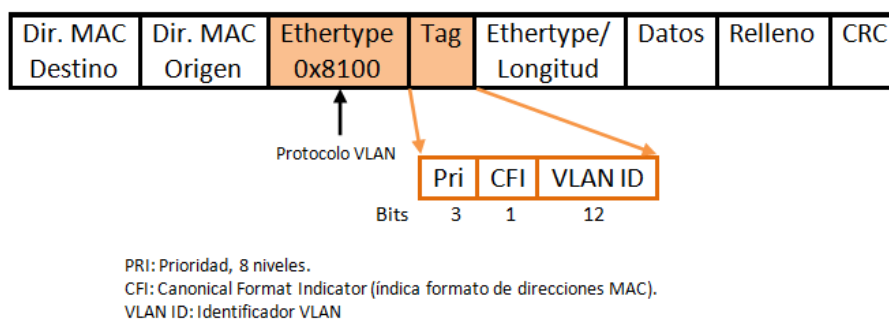 Dir. MAC Dir. MAC Ethertype Tag Ethertype/ Datos Relleno CRC
Destino Origen 0x8100 Longitud
Protocolo VLAN
Pri CFI VLAN ID
Bits 3 1 12
PRI: Prioridad, 8 niveles.
CFI: Canonical Format Indicator (índica formato de direcciones MAC).
VLAN ID: Identificador VLAN